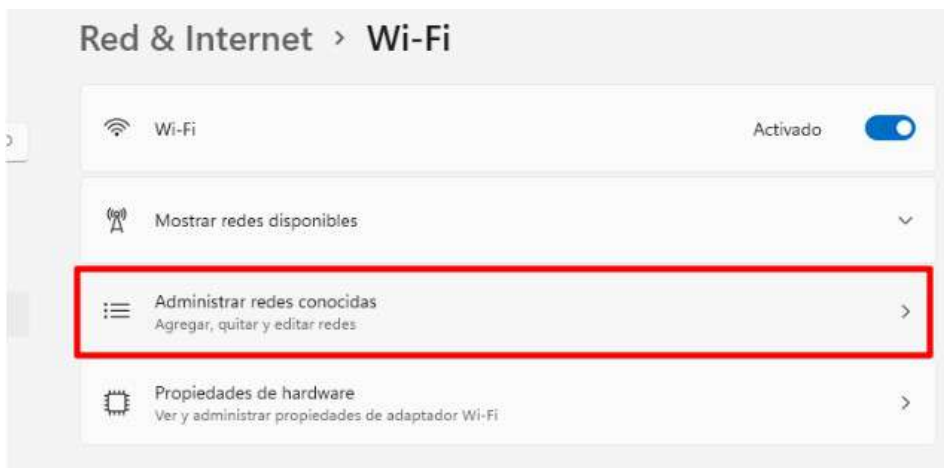 Red & Internet > Wi-Fi
Wi-Fi
Activado
Mostrar redes disponibles
Administrar redes conocidas
Agregar, quitar y editar redes
Propiedades de hardware
Ver y administrar propiedades de adaptador Wi-Fi